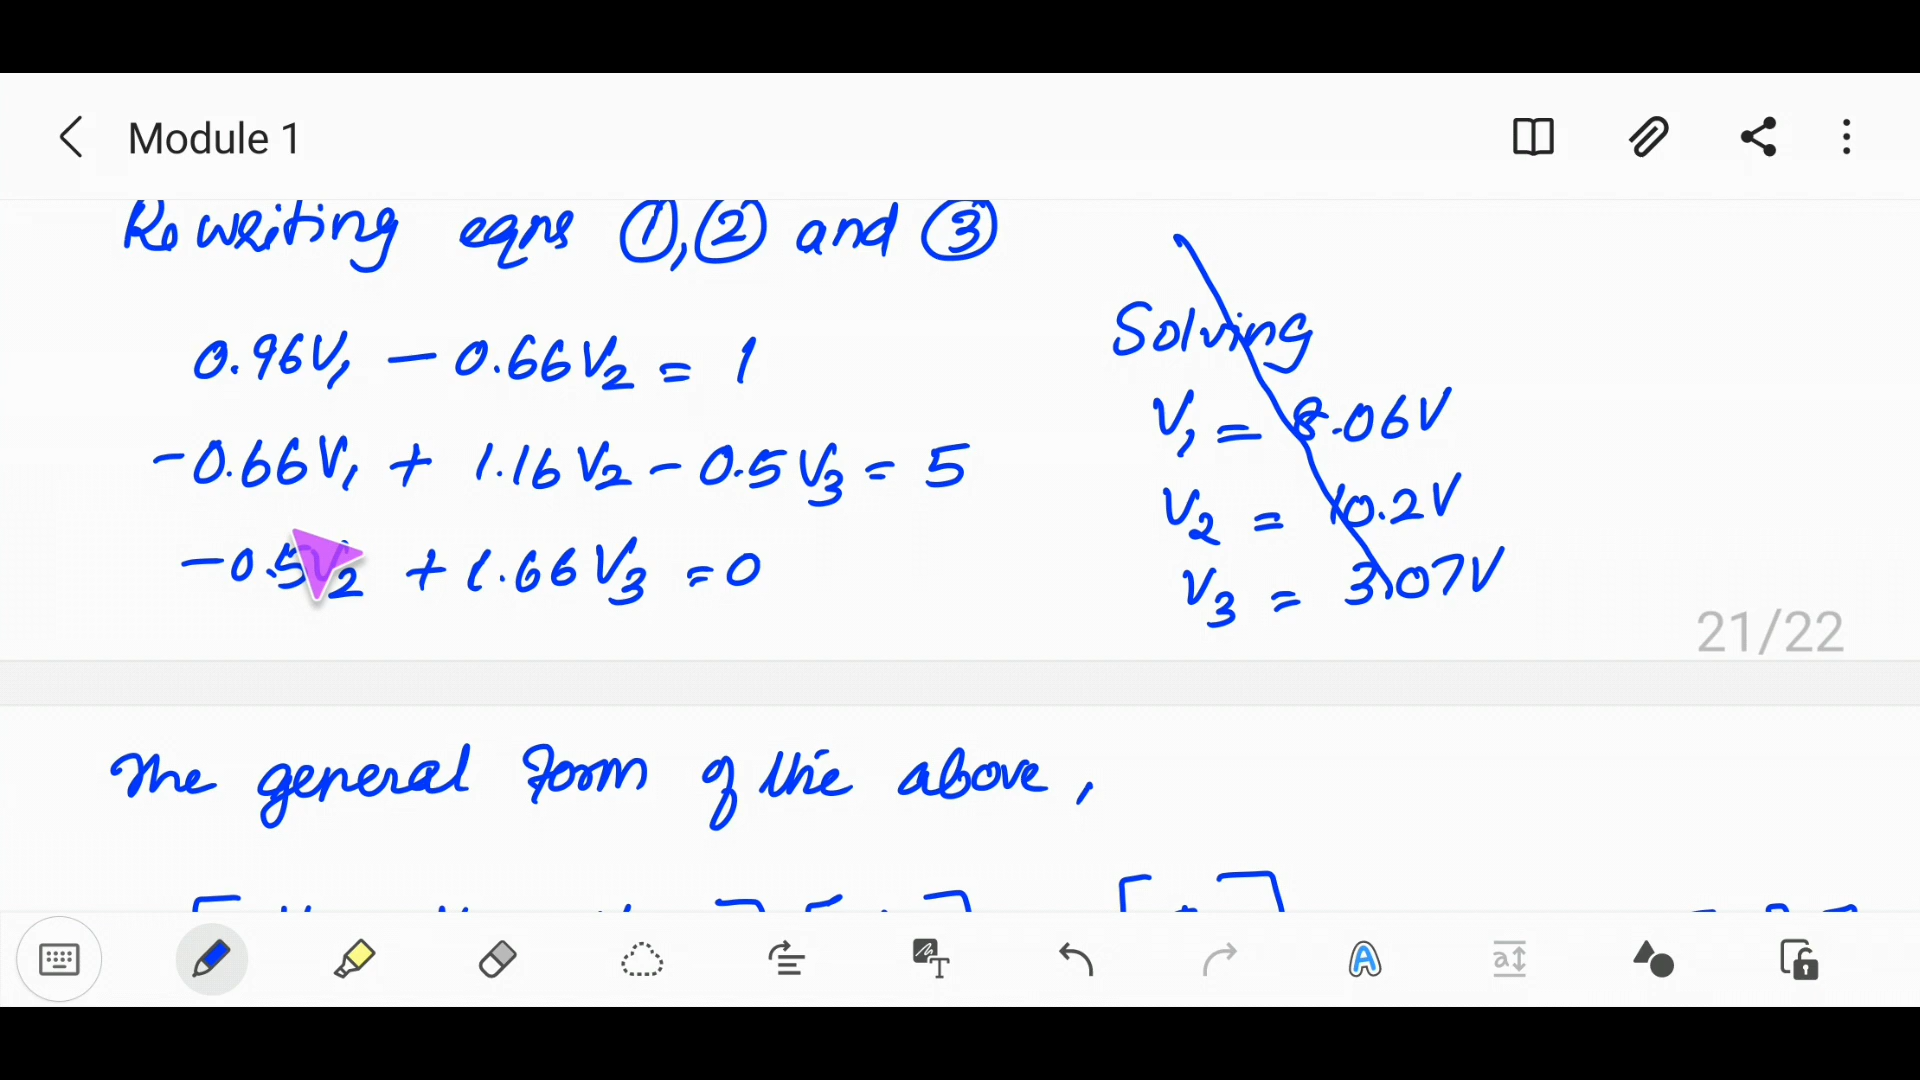 Module 1
Rewriting eqns ①,② and ③
0.96V₁ − 0.66V₂ = 1
−0.66V₁ + 1.16V₂ − 0.5V₃ = 5
−0.5V₂ + 1.66V₃ = 0
Solving
V₁ = 8.06V
V₂ = 10.2V
V₃ = 3.07V
21/22
The general form of the above,